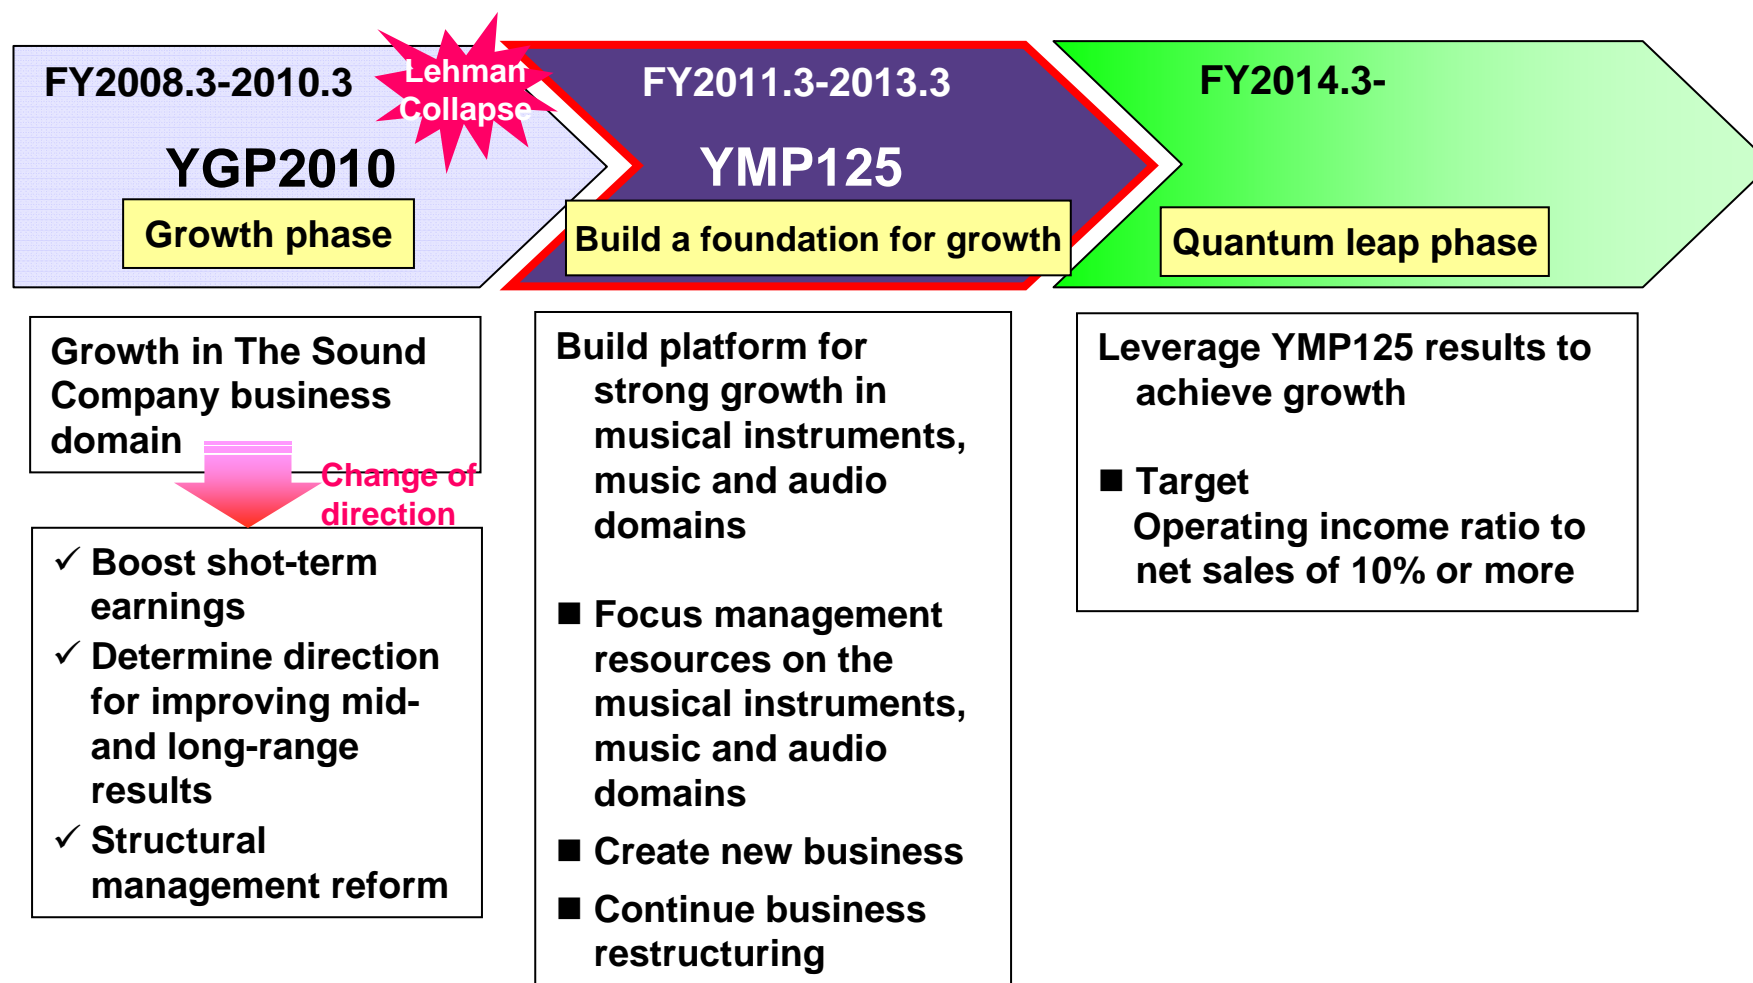 FY2008.3-2010.3
Lehman
Collapse
YGP2010
Growth phase
FY2011.3-2013.3
YMP125
Build a foundation for growth
FY2014.3-
Quantum leap phase
Growth in The Sound
Company business
domain
Change of
direction
✓ Boost shot-term
earnings
✓ Determine direction
for improving mid-
and long-range
results
✓ Structural
management reform
Build platform for
strong growth in
musical instruments,
music and audio
domains
■ Focus management
resources on the
musical instruments,
music and audio
domains
■ Create new business
■ Continue business
restructuring
Leverage YMP125 results to
achieve growth
■ Target
Operating income ratio to
net sales of 10% or more